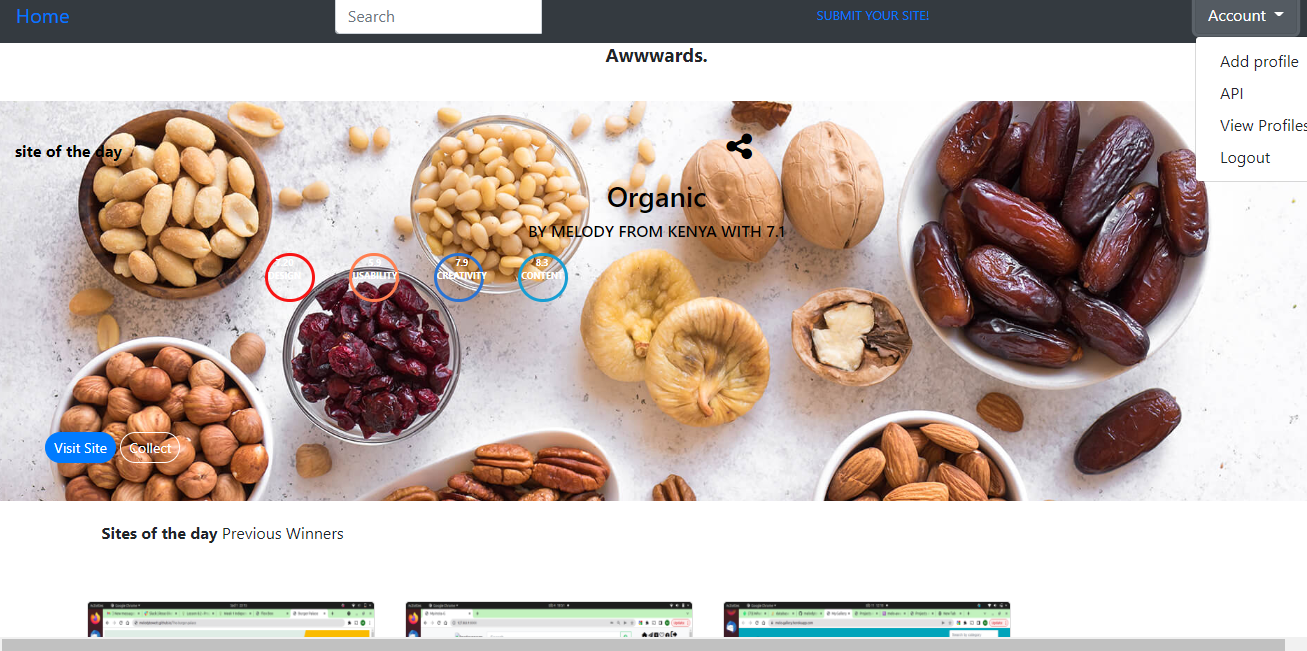 Home
Search
SUBMIT YOUR SITE!
Account
Awwwards.
Add profile
API
View Profiles
Logout
site of the day
Organic
BY MELODY FROM KENYA WITH 7.1
DESIGN
5.9
USABILITY
7.9
CREATIVITY
8.3
CONTENT
Visit Site
Collect
Sites of the day Previous Winners